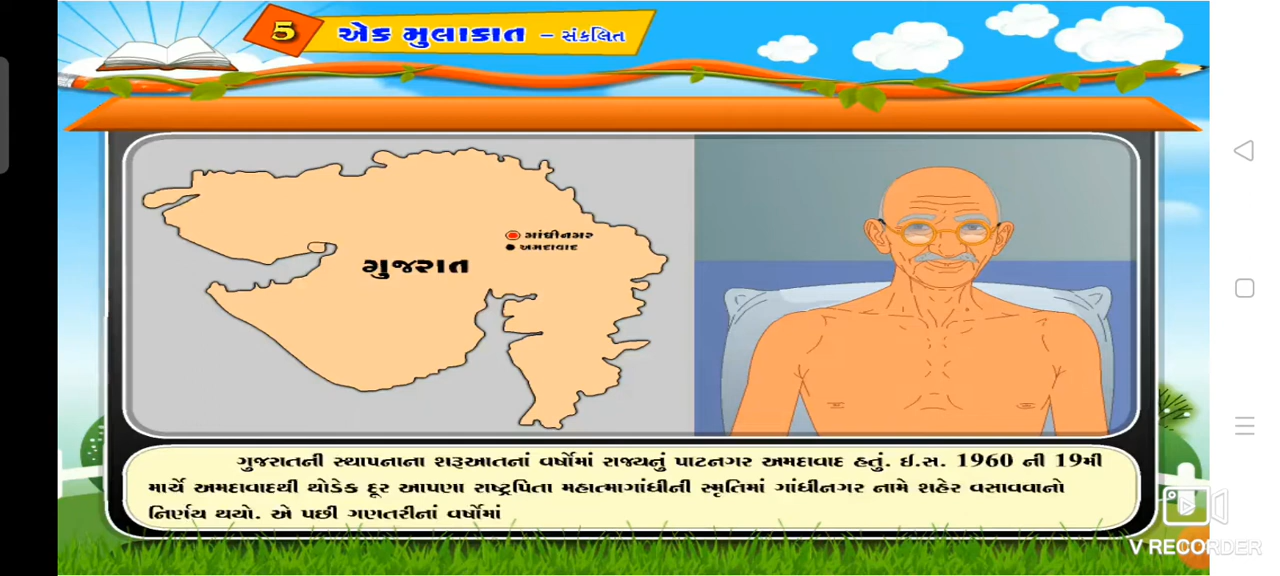 5 એક મુલાકાત – સંકલિત
ગાંધીનગર
અમદાવાદ
ગુજરાત
ગુજરાતની સ્થાપનાના શરૂઆતનાં વર્ષોમાં રાજ્યનું પાટનગર અમદાવાદ હતું. ઇ.સ. 1960 ની 19મી
માર્ચે અમદાવાદથી થોડેક દૂર આપણા રાષ્ટ્રપિતા મહાત્માગાંધીની સ્મૃતિમાં ગાંધીનગર નામે શહેર વસાવવાનો
નિર્ણય થયો. એ પછી ગણતરીનાં વર્ષોમાં
V RECORDER